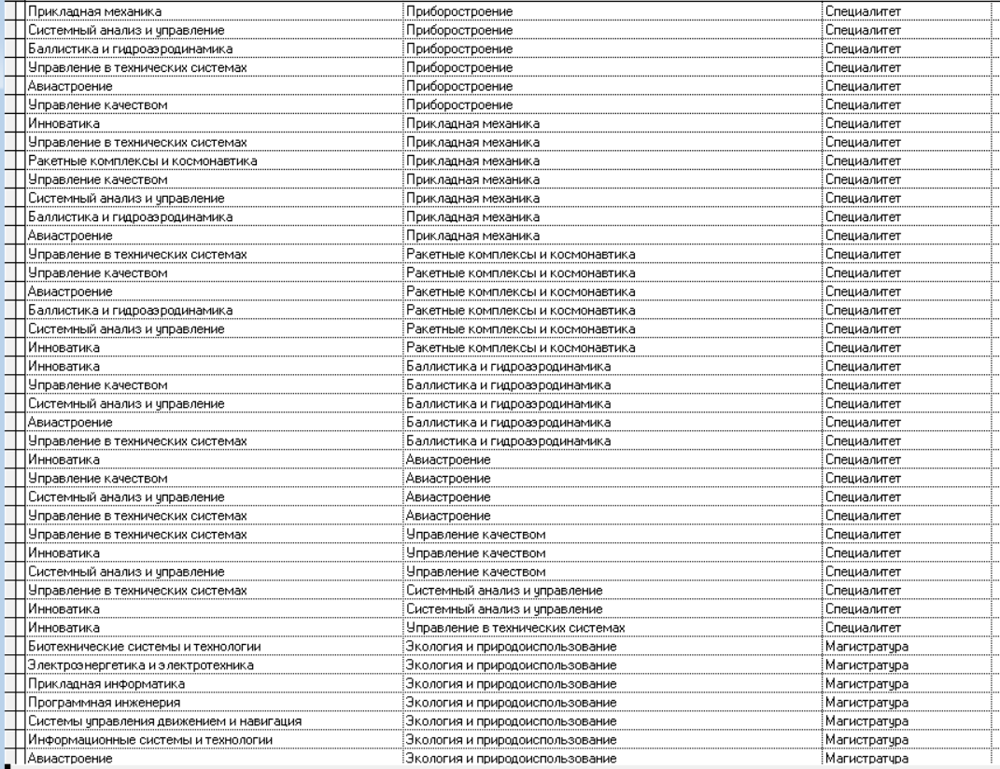 Прикладная механика Приборостроение Специалитет
Системный анализ и управление Приборостроение Специалитет
Баллистика и гидроаэродинамика Приборостроение Специалитет
Управление в технических системах Приборостроение Специалитет
Авиастроение Приборостроение Специалитет
Управление качеством Приборостроение Специалитет
Инноватика Прикладная механика Специалитет
Управление в технических системах Прикладная механика Специалитет
Ракетные комплексы и космонавтика Прикладная механика Специалитет
Управление качеством Прикладная механика Специалитет
Системный анализ и управление Прикладная механика Специалитет
Баллистика и гидроаэродинамика Прикладная механика Специалитет
Авиастроение Прикладная механика Специалитет
Управление в технических системах Ракетные комплексы и космонавтика Специалитет
Управление качеством Ракетные комплексы и космонавтика Специалитет
Авиастроение Ракетные комплексы и космонавтика Специалитет
Баллистика и гидроаэродинамика Ракетные комплексы и космонавтика Специалитет
Системный анализ и управление Ракетные комплексы и космонавтика Специалитет
Инноватика Ракетные комплексы и космонавтика Специалитет
Инноватика Баллистика и гидроаэродинамика Специалитет
Управление качеством Баллистика и гидроаэродинамика Специалитет
Системный анализ и управление Баллистика и гидроаэродинамика Специалитет
Авиастроение Баллистика и гидроаэродинамика Специалитет
Управление в технических системах Баллистика и гидроаэродинамика Специалитет
Инноватика Авиастроение Специалитет
Управление качеством Авиастроение Специалитет
Системный анализ и управление Авиастроение Специалитет
Управление в технических системах Авиастроение Специалитет
Управление в технических системах Управление качеством Специалитет
Инноватика Управление качеством Специалитет
Системный анализ и управление Управление качеством Специалитет
Управление в технических системах Системный анализ и управление Специалитет
Инноватика Системный анализ и управление Специалитет
Инноватика Управление в технических системах Специалитет
Биотехнические системы и технологии Экология и природоиспользование Магистратура
Электроэнергетика и электротехника Экология и природоиспользование Магистратура
Прикладная информатика Экология и природоиспользование Магистратура
Программная инженерия Экология и природоиспользование Магистратура
Системы управления движением и навигация Экология и природоиспользование Магистратура
Информационные системы и технологии Экология и природоиспользование Магистратура
Авиастроение Экология и природоиспользование Магистратура